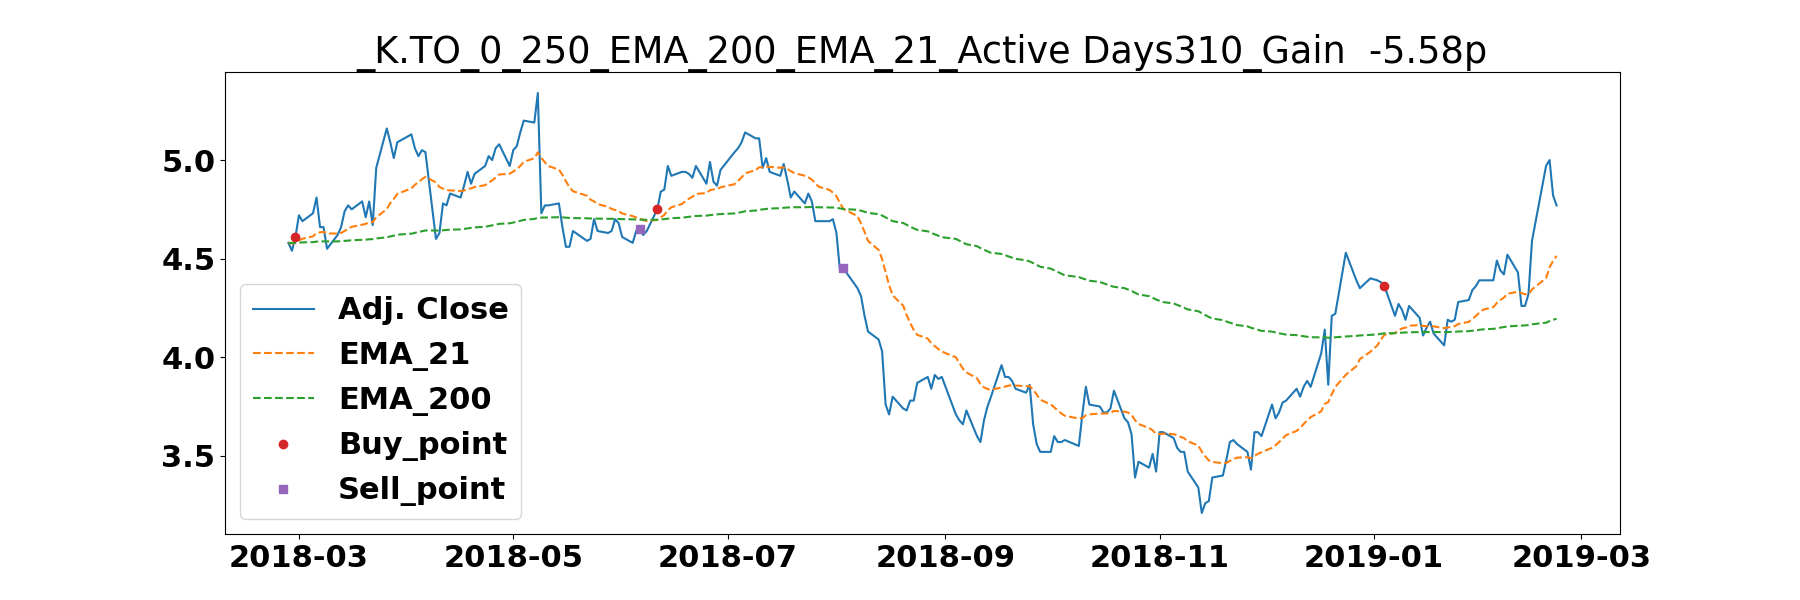 _K.TO_0_250_EMA_200_EMA_21_Active Days310_Gain  -5.58p
5.0
4.5
4.0
3.5
Adj. Close
EMA_21
EMA_200
Buy_point
Sell_point
2018-03 2018-05 2018-07 2018-09 2018-11 2019-01 2019-03